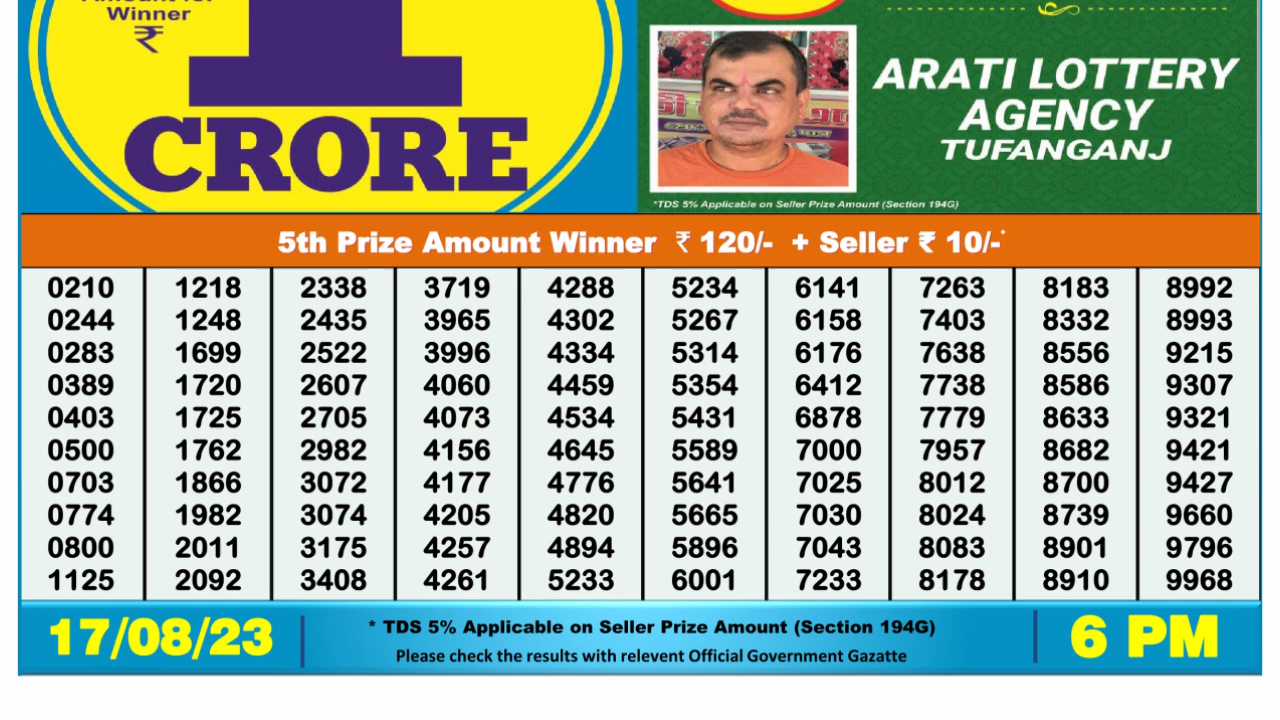 Amount for
Winner
₹
1
CRORE
ARATI LOTTERY
AGENCY
TUFANGANJ
*TDS 5% Applicable on Seller Prize Amount (Section 194G)
5th Prize Amount Winner ₹ 120/- + Seller ₹ 10/-*
0210 1218 2338 3719 4288 5234 6141 7263 8183 8992
0244 1248 2435 3965 4302 5267 6158 7403 8332 8993
0283 1699 2522 3996 4334 5314 6176 7638 8556 9215
0389 1720 2607 4060 4459 5354 6412 7738 8586 9307
0403 1725 2705 4073 4534 5431 6878 7779 8633 9321
0500 1762 2982 4156 4645 5589 7000 7957 8682 9421
0703 1866 3072 4177 4776 5641 7025 8012 8700 9427
0774 1982 3074 4205 4820 5665 7030 8024 8739 9660
0800 2011 3175 4257 4894 5896 7043 8083 8901 9796
1125 2092 3408 4261 5233 6001 7233 8178 8910 9968
17/08/23
* TDS 5% Applicable on Seller Prize Amount (Section 194G)
Please check the results with relevent Official Government Gazatte
6 PM